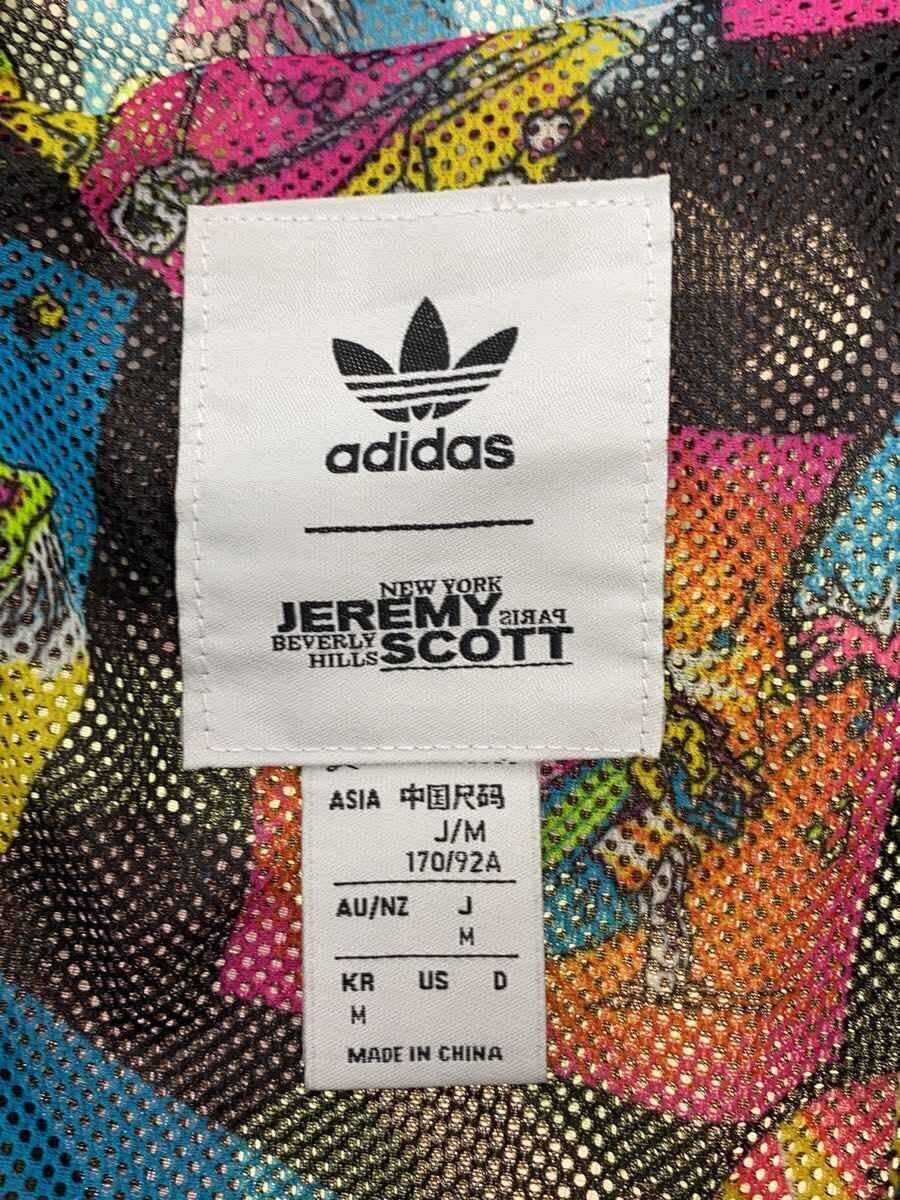 adidas
NEW YORK
JEREMY PARIS
BEVERLY SCOTT
HILLS
ASIA 中国尺码
J/M
170/92A
AU/NZ J
M
KR US D
M
MADE IN CHINA